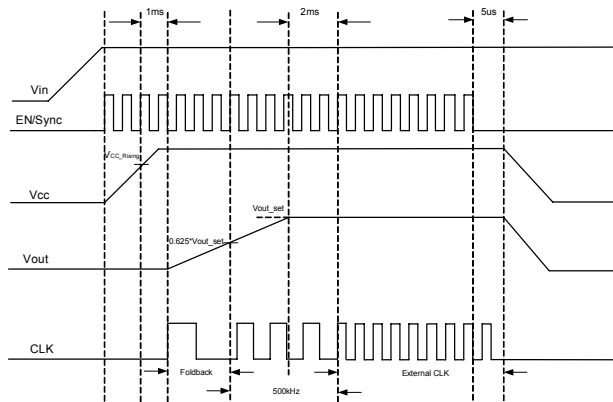 1ms
2ms
5us
Vin
EN/Sync
VCC_Rising
Vcc
Vout_set
0.625*Vout_set
Vout
CLK
Foldback
External CLK
500kHz